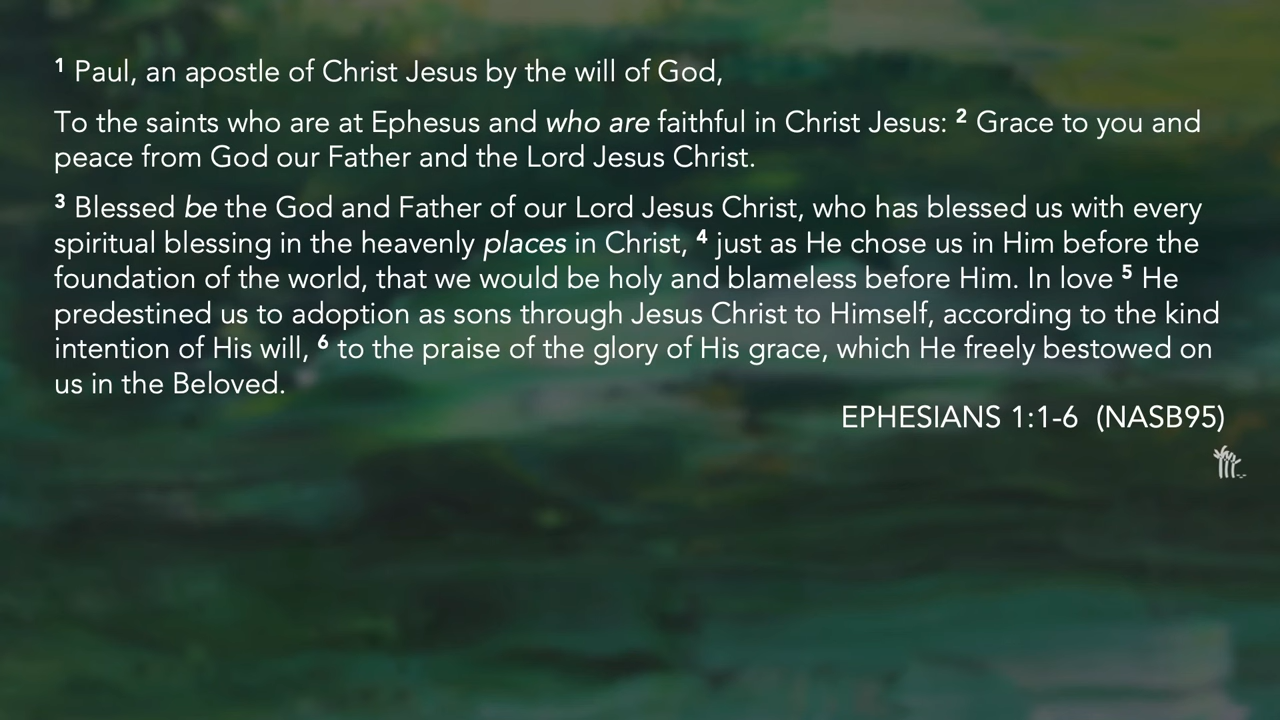 1 Paul, an apostle of Christ Jesus by the will of God,
To the saints who are at Ephesus and who are faithful in Christ Jesus: 2 Grace to you and
peace from God our Father and the Lord Jesus Christ.
3 Blessed be the God and Father of our Lord Jesus Christ, who has blessed us with every
spiritual blessing in the heavenly places in Christ, 4 just as He chose us in Him before the
foundation of the world, that we would be holy and blameless before Him. In love 5 He
predestined us to adoption as sons through Jesus Christ to Himself, according to the kind
intention of His will, 6 to the praise of the glory of His grace, which He freely bestowed on
us in the Beloved.
EPHESIANS 1:1-6 (NASB95)